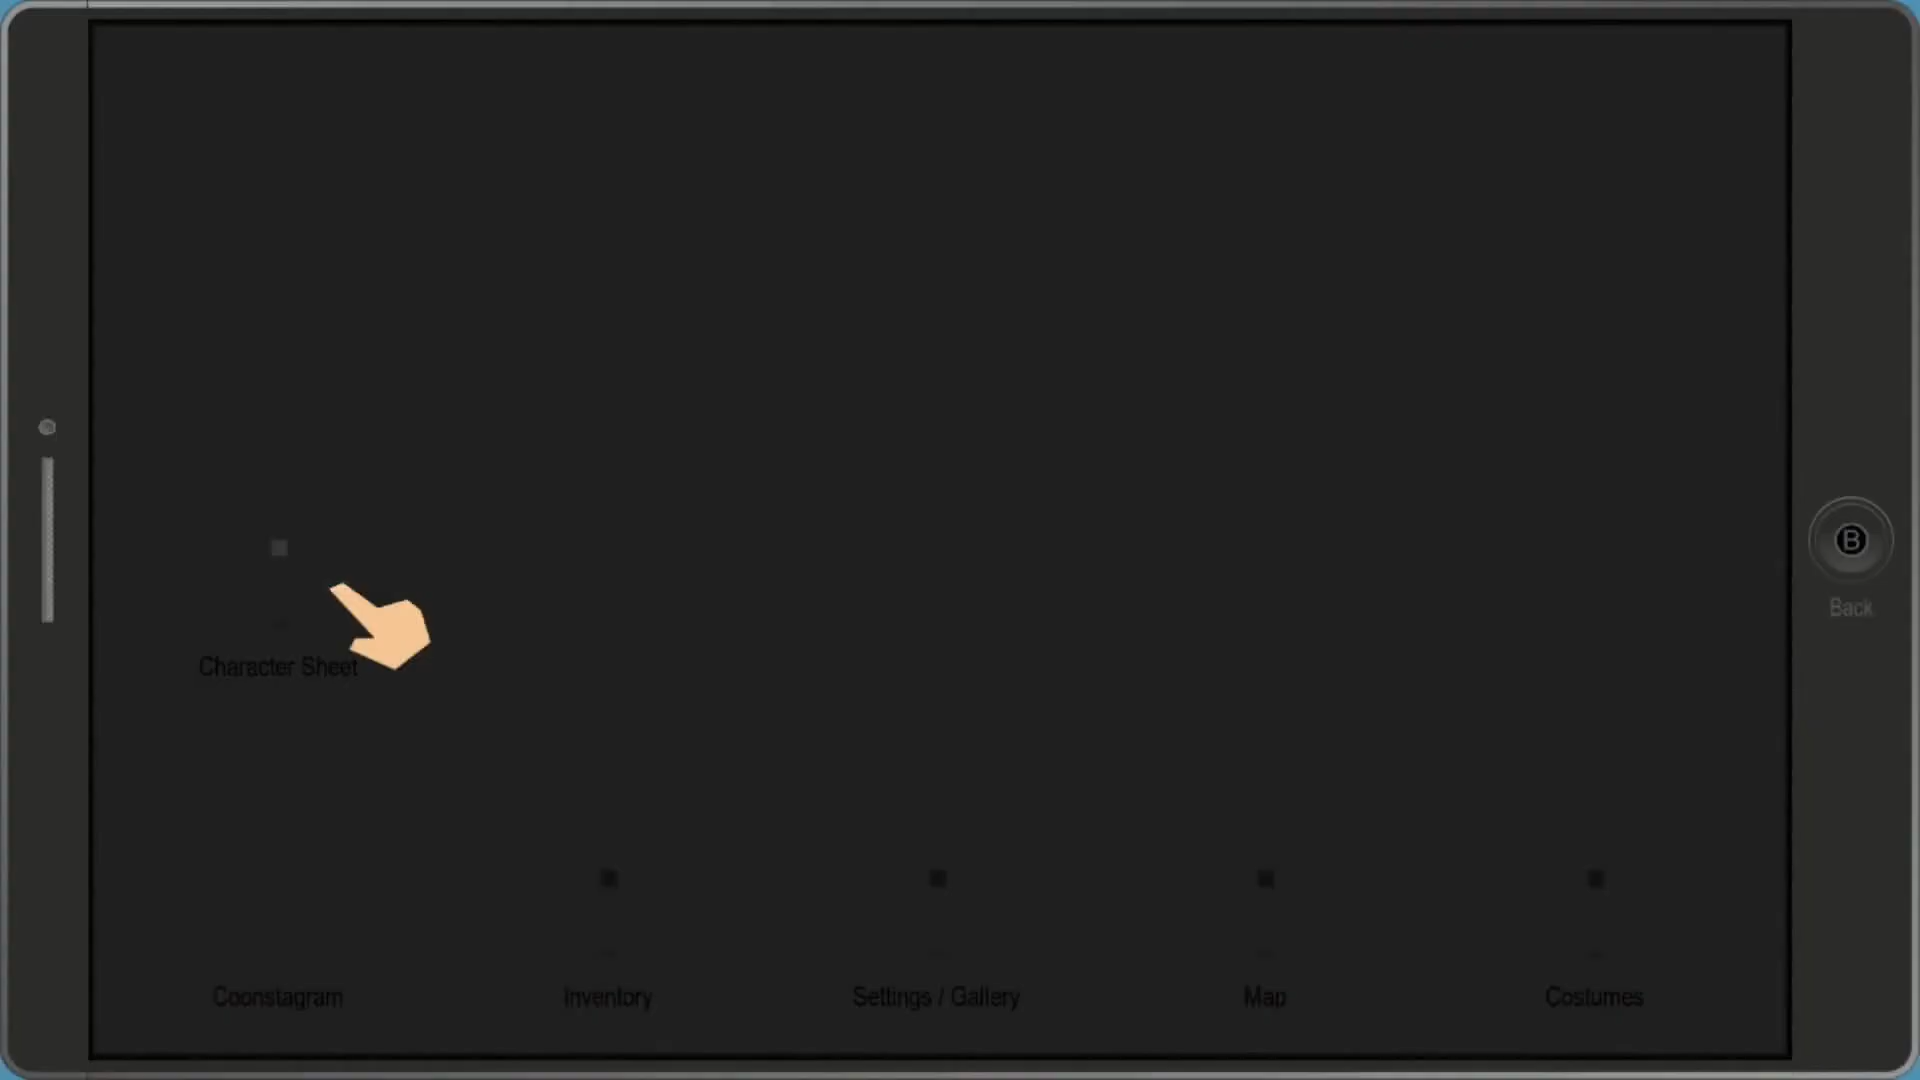 B
Back
Character Sheet
Coonstagram
Inventory
Settings / Gallery
Map
Costumes